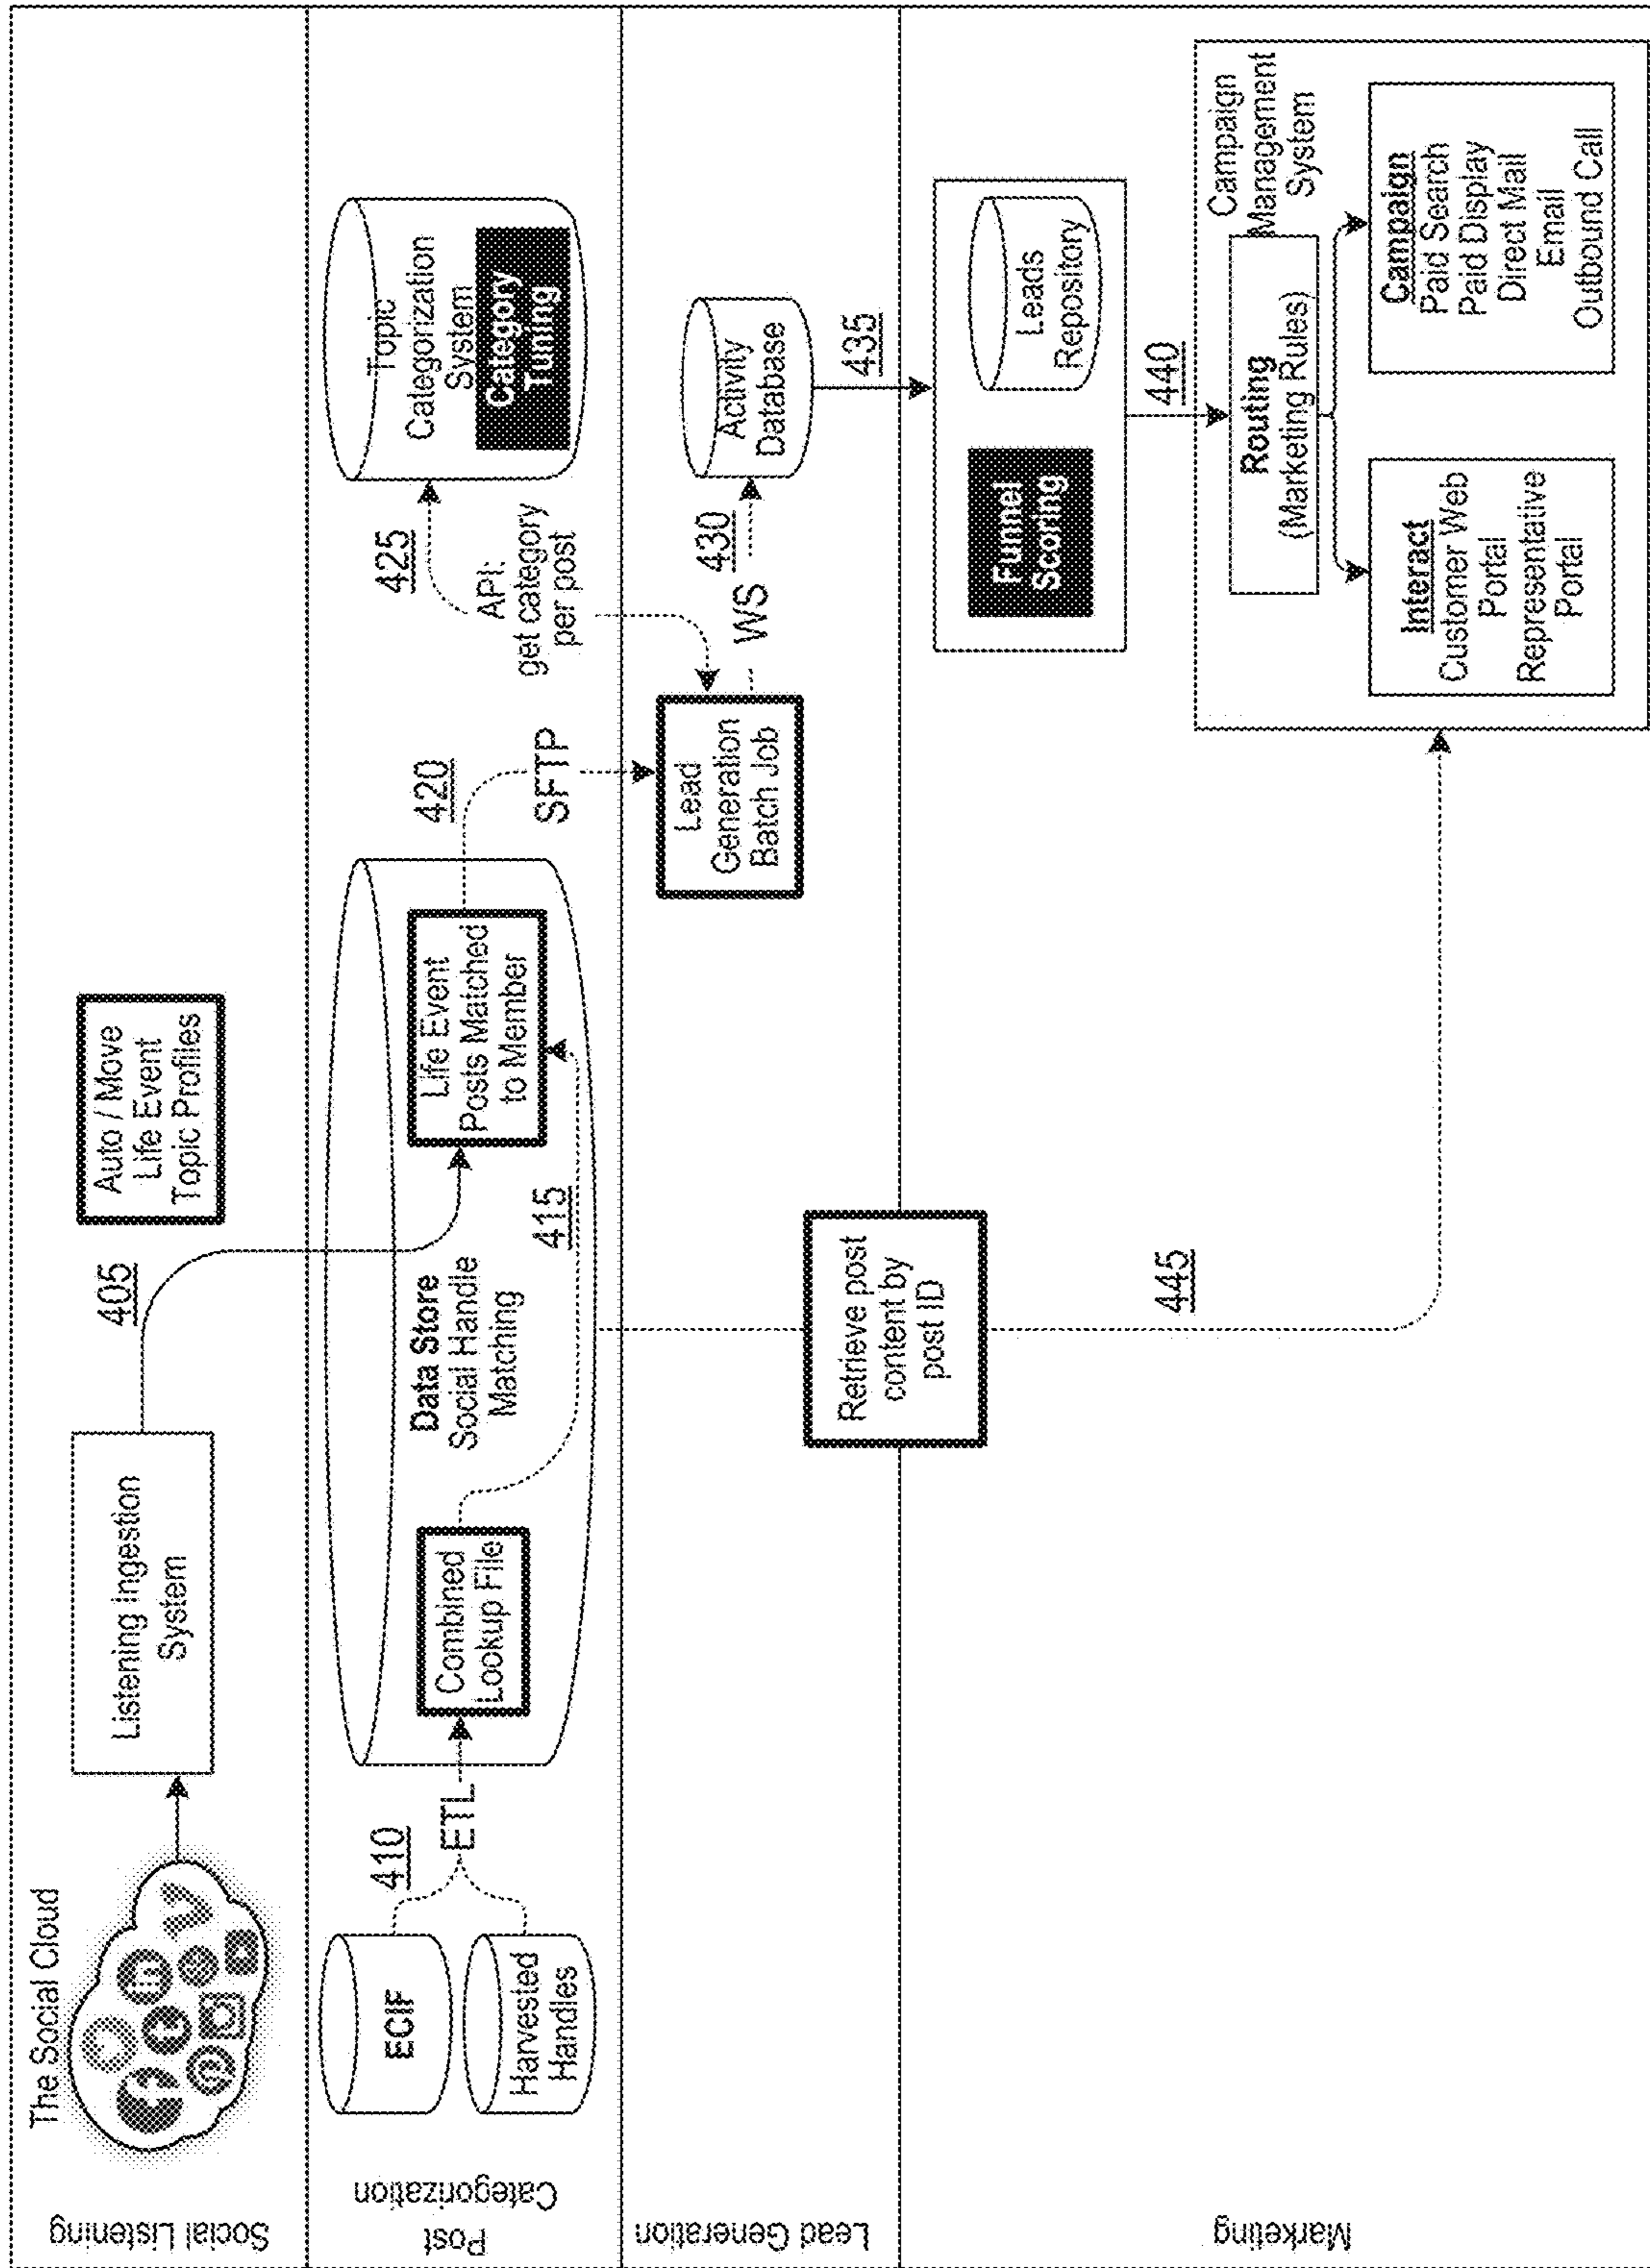 Social Listening
The Social Cloud
Listening Ingestion
System
405
Auto / Move
Life Event
Topic Profiles
Post
Categorization
ECIF
Harvested
Handles
410
ETL
Combined
Lookup File
Data Store
Social Handle
Matching
415
Life Event
Posts Matched
to Member
420
SFTP
425
API:
get category
per post
Topic
Categorization
System
Category
Tuning
Lead Generation
Lead
Generation
Batch Job
WS
430
Activity
Database
435
Retrieve post
content by
post ID
Marketing
445
Funnel
Scoring
Leads
Repository
440
Campaign
Management
System
Routing
(Marketing Rules)
Interact
Customer Web
Portal
Representative
Portal
Campaign
Paid Search
Paid Display
Direct Mail
Email
Outbound Call